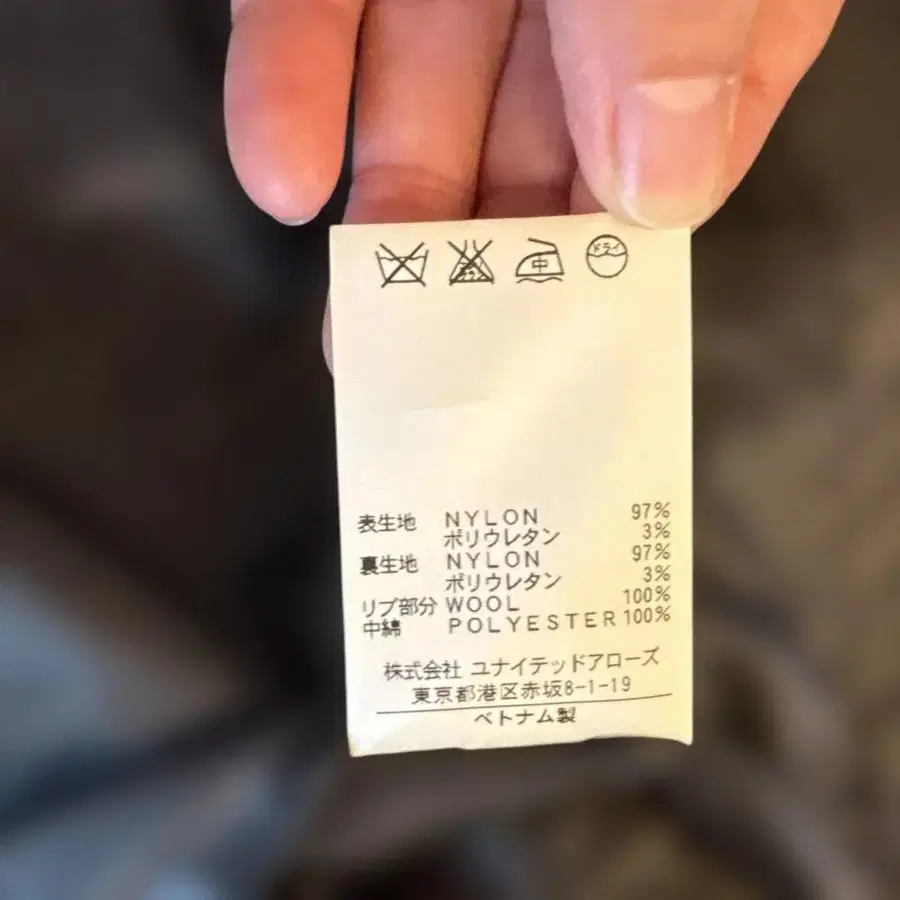 中 ドライ
表生地 NYLON 97%
ポリウレタン 3%
裏生地 NYLON 97%
ポリウレタン 3%
リブ部分 WOOL 100%
中綿 POLYESTER 100%
株式会社 ユナイテッドアローズ
東京都港区赤坂8-1-19
ベトナム製